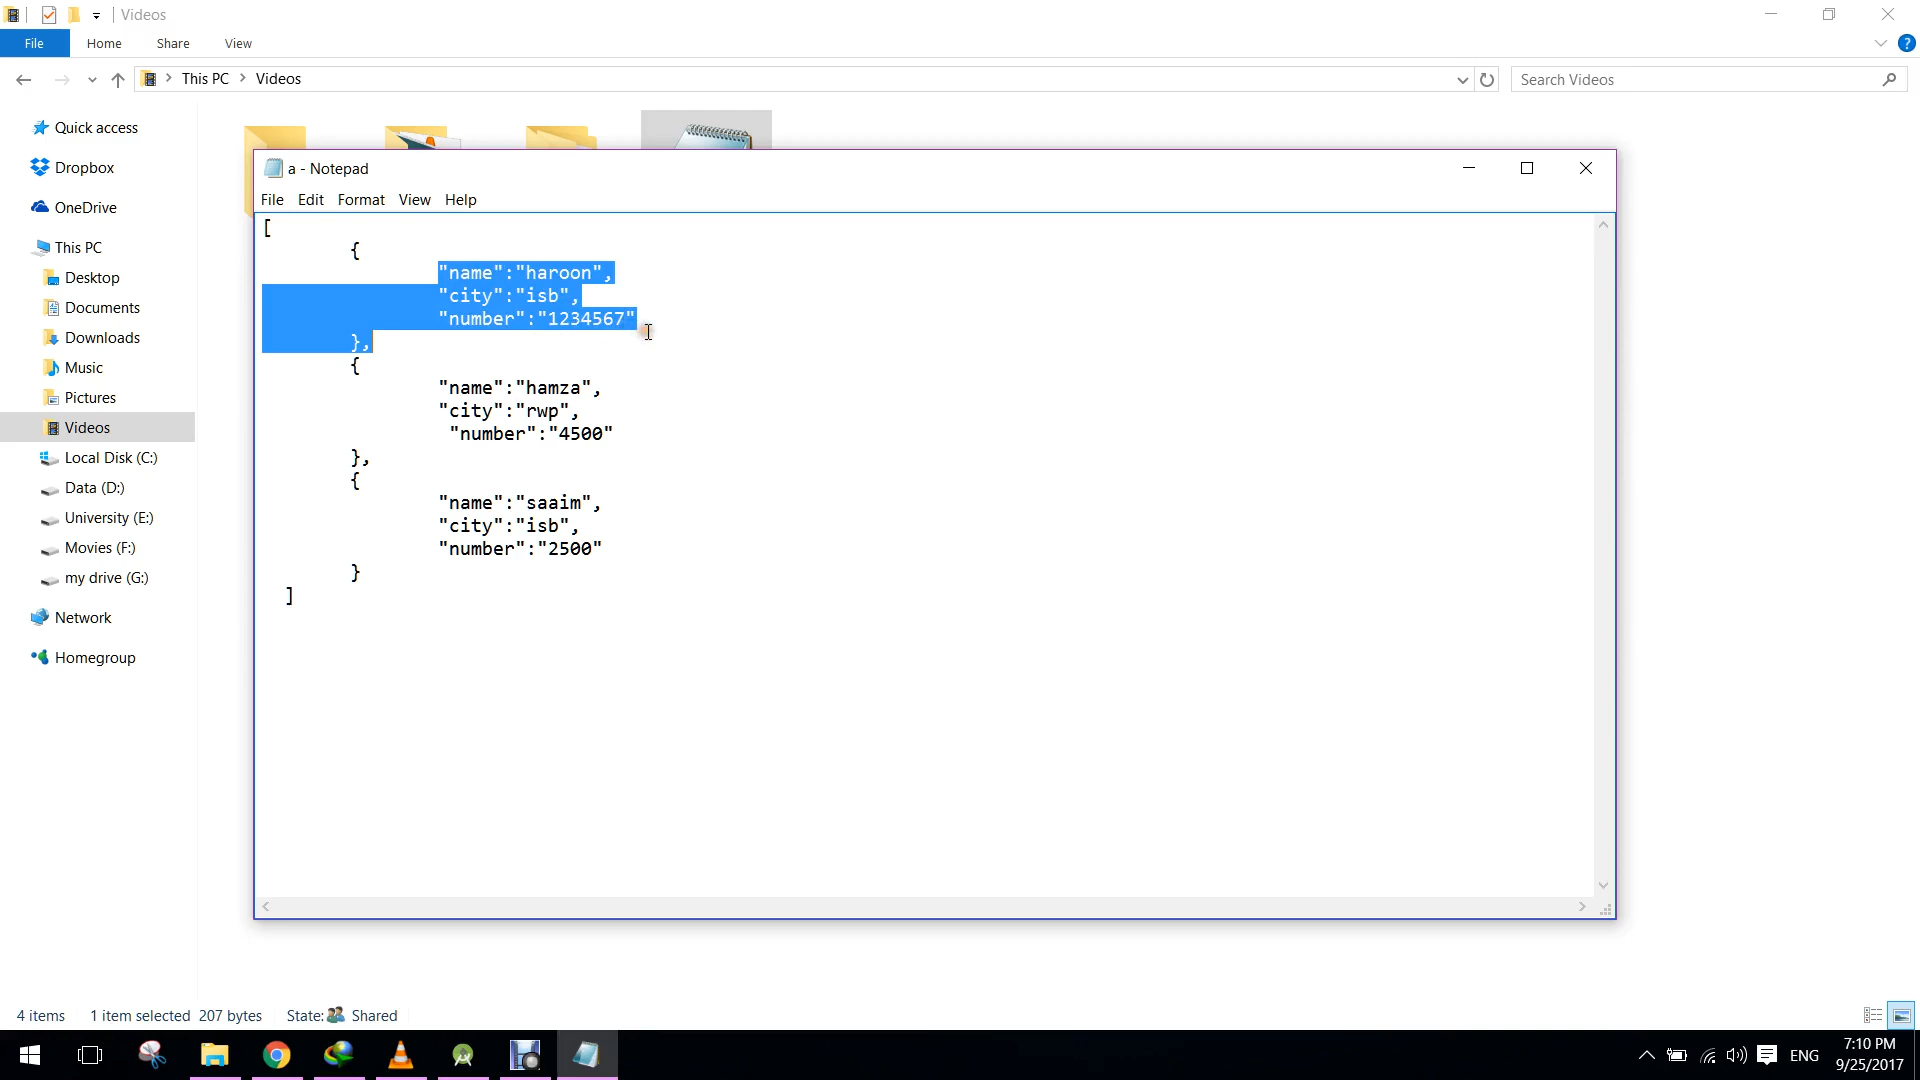 Videos
File Home Share View
This PC Videos
Search Videos
Quick access
Dropbox
OneDrive
This PC
Desktop
Documents
Downloads
Music
Pictures
Videos
Local Disk (C:)
Data (D:)
University (E:)
Movies (F:)
my drive (G:)
Network
Homegroup
a - Notepad
File Edit Format View Help
[
{
"name":"haroon",
"city":"isb",
"number":"1234567"
},
{
"name":"hamza",
"city":"rwp",
"number":"4500"
},
{
"name":"saaim",
"city":"isb",
"number":"2500"
}
]
4 items 1 item selected 207 bytes State: Shared
ENG
7:10 PM
9/25/2017